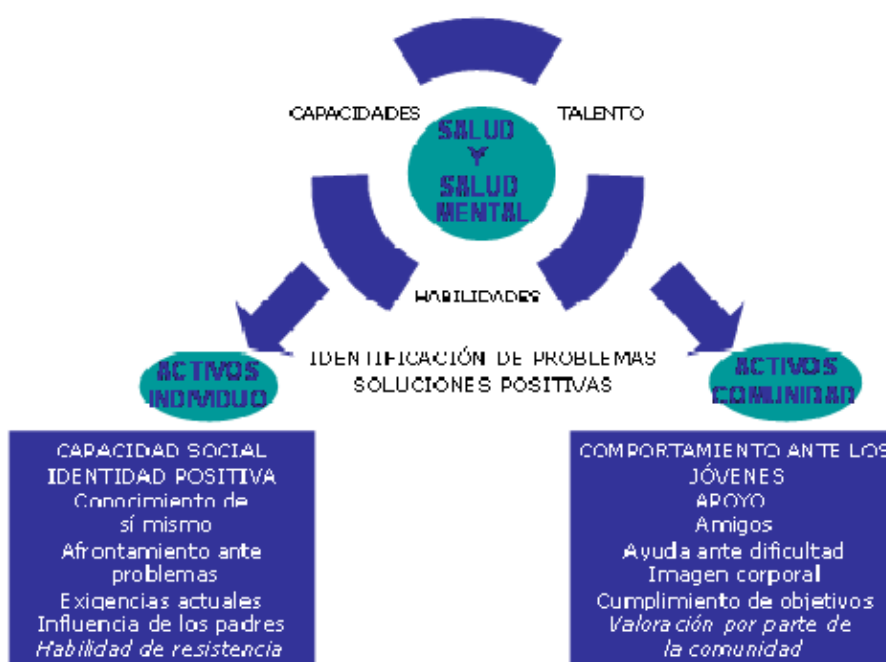 CAPACIDADES
TALENTO
SALUD
Y
SALUD
MENTAL
HABILIDADES
IDENTIFICACIÓN DE PROBLEMAS
SOLUCIONES POSITIVAS
ACTIVOS
INDIVIDUO
ACTIVOS
COMUNIDAD
CAPACIDAD SOCIAL
IDENTIDAD POSITIVA
Conocimiento de
sí mismo
Afrontamiento ante
problemas
Exigencias actuales
Influencia de los padres
Habilidad de resistencia
COMPORTAMIENTO ANTE LOS
JÓVENES
APOYO
Amigos
Ayuda ante dificultad
Imagen corporal
Cumplimiento de objetivos
Valoración por parte de
la comunidad